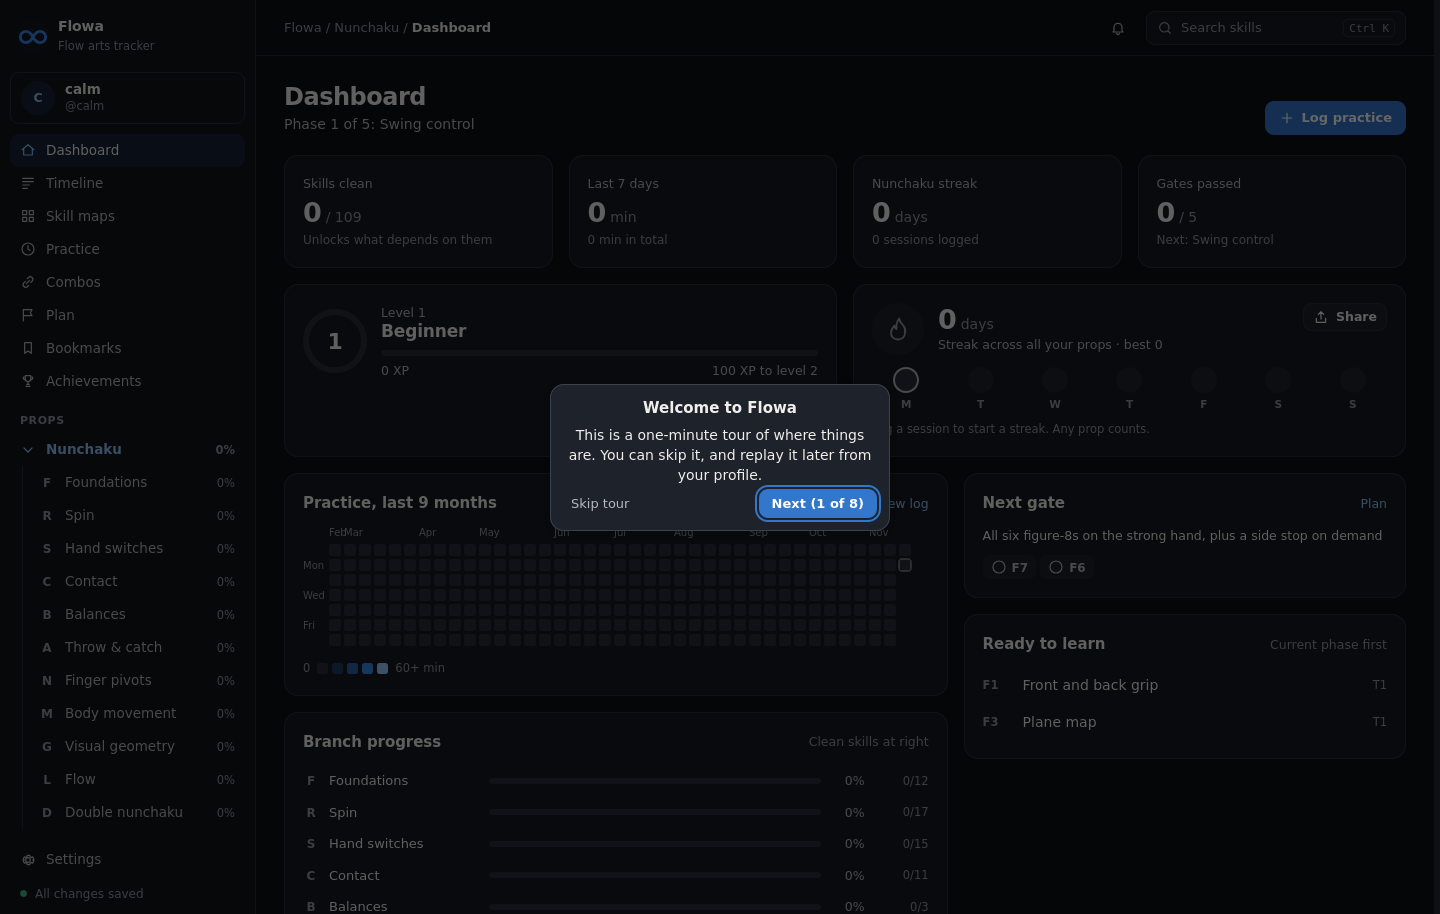 Flowa
Flow arts tracker
C
calm
@calm
Dashboard
Timeline
Skill maps
Practice
Combos
Plan
Bookmarks
Achievements
PROPS
Nunchaku 0%
F Foundations 0%
R Spin 0%
S Hand switches 0%
C Contact 0%
B Balances 0%
A Throw & catch 0%
N Finger pivots 0%
M Body movement 0%
G Visual geometry 0%
L Flow 0%
D Double nunchaku 0%
Settings
All changes saved
Flowa / Nunchaku / Dashboard
Search skills Ctrl K
Dashboard
Phase 1 of 5: Swing control
Log practice
Skills clean
0 / 109
Unlocks what depends on them
Last 7 days
0 min
0 min in total
Nunchaku streak
0 days
0 sessions logged
Gates passed
0 / 5
Next: Swing control
1
Level 1
Beginner
0 XP 100 XP to level 2
0 days
Streak across all your props · best 0
Share
M T W T F S S
a session to start a streak. Any prop counts.
Welcome to Flowa
This is a one-minute tour of where things
are. You can skip it, and replay it later from
your profile.
Skip tour Next (1 of 8)
Practice, last 9 months
log
Feb Mar Apr May Jun Jul Aug Sep Oct Nov
Mon
Wed
Fri
0 60+ min
Next gate Plan
All six figure-8s on the strong hand, plus a side stop on demand
F7 F6
Ready to learn Current phase first
F1 Front and back grip T1
F3 Plane map T1
Branch progress Clean skills at right
F Foundations 0% 0/12
R Spin 0% 0/17
S Hand switches 0% 0/15
C Contact 0% 0/11
B Balances 0% 0/3